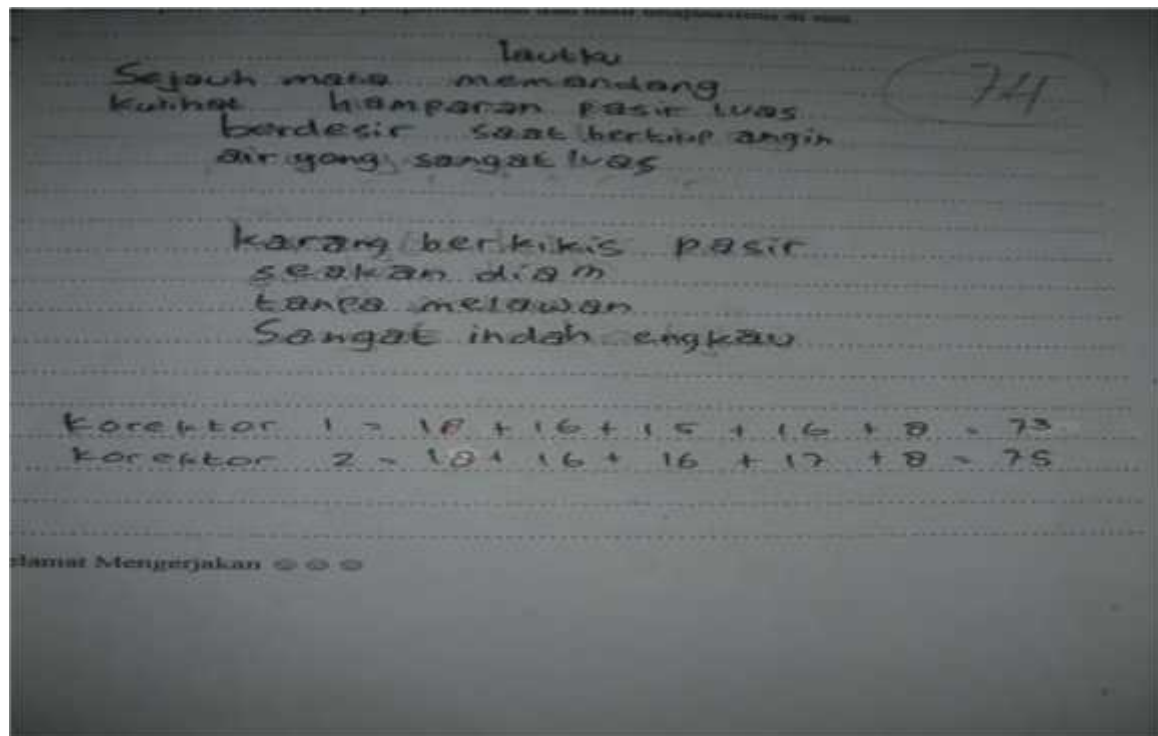 lautku
74
Sejauh mata memandang
Kulihat hamparan pasir luas
berdesir saat bertiup angin
air yang sangat luas
karang berkikis pasir
seakan diam
tanpa melawan
Sangat indah engkau
Korektor 1 = 18 + 16 + 15 + 16 + 8 = 73
Korektor 2 = 18 + 16 + 16 + 17 + 8 = 75
elamat Mengerjakan ☺ ☺ ☺